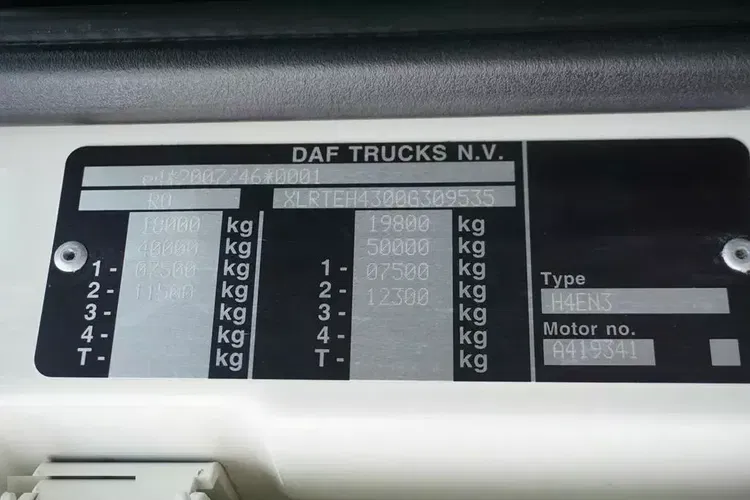 DAF TRUCKS N.V.
ed*2007/46*0001
RO XLRTEH4300G309535
18000 kg 19800 kg
40000 kg 50000 kg
1- 07500 kg 1- 07500 kg
2- 11500 kg 2- 12300 kg
3- kg 3- kg
4- kg 4- kg
T- kg T- kg
Type
H4EN3
Motor no.
A419341